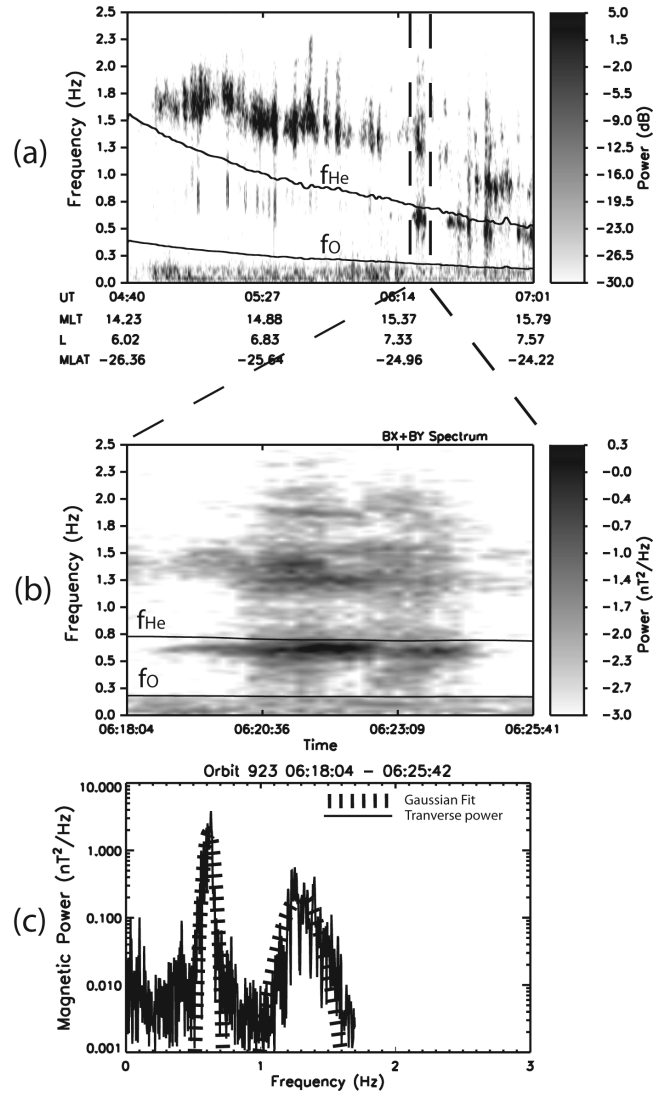 (a)
Frequency (Hz)
2.5
2.3
2.0
1.8
1.5
1.3
1.0
0.8
0.5
0.3
0.0
fHe
fO
5.0
1.5
-2.0
-5.5
-9.0
-12.5
-16.0
-19.5
-23.0
-26.5
-30.0
Power (dB)
UT 04:40 05:27 06:14 07:01
MLT 14.23 14.88 15.37 15.79
L 6.02 6.83 7.33 7.57
MLAT -26.36 -25.64 -24.96 -24.22
(b)
BX+BY Spectrum
Frequency (Hz)
2.5
2.3
2.0
1.8
1.5
1.3
1.0
0.8
0.5
0.3
0.0
fHe
fO
0.3
-0.0
-0.4
-0.7
-1.0
-1.4
-1.7
-2.0
-2.4
-2.7
-3.0
Power (nT²/Hz)
06:18:04 06:20:36 06:23:09 06:25:41
Time
(c)
Orbit 923 06:18:04 - 06:25:42
Magnetic Power (nT²/Hz)
10.000
1.000
0.100
0.010
0.001
Gaussian Fit
Tranverse power
0 1 2 3
Frequency (Hz)